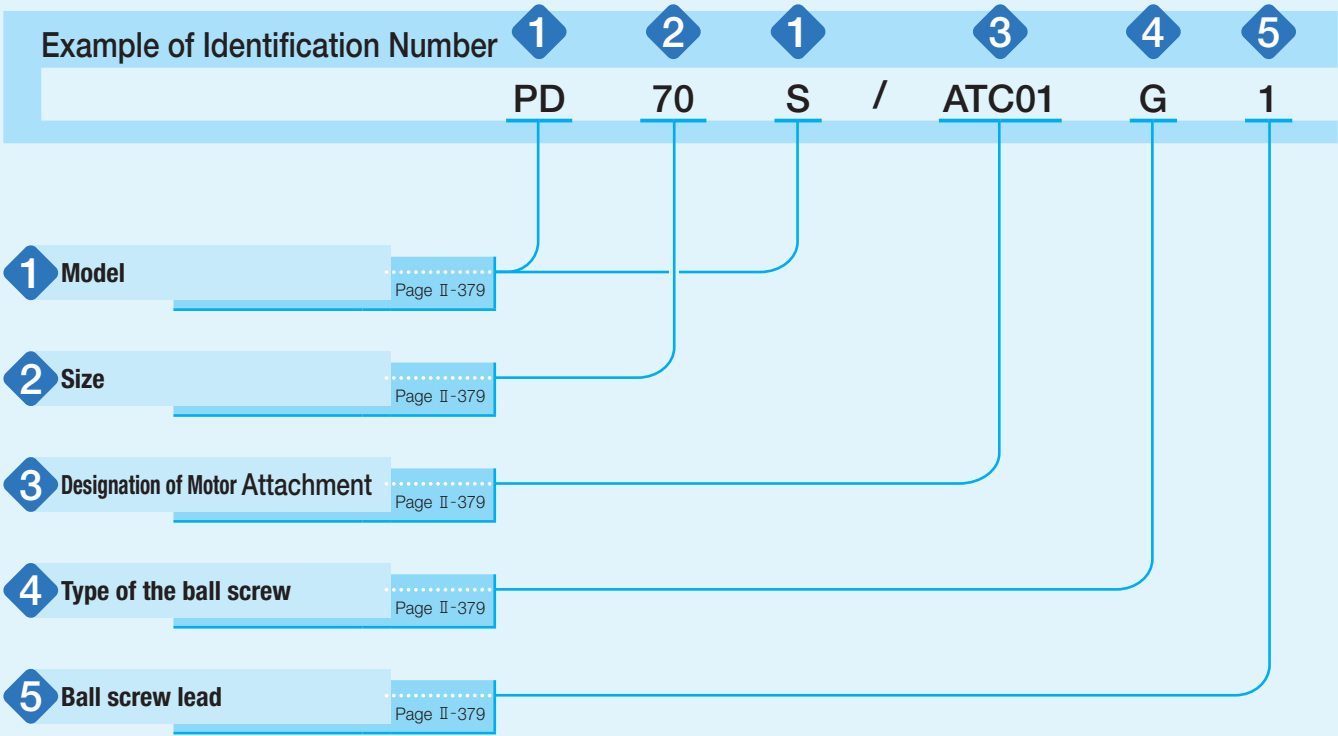 Example of Identification Number 1 2 1 3 4 5
PD 70 S / ATC01 G 1
1 Model
Page Ⅱ-379
2 Size
Page Ⅱ-379
3 Designation of Motor Attachment
Page Ⅱ-379
4 Type of the ball screw
Page Ⅱ-379
5 Ball screw lead
Page Ⅱ-379